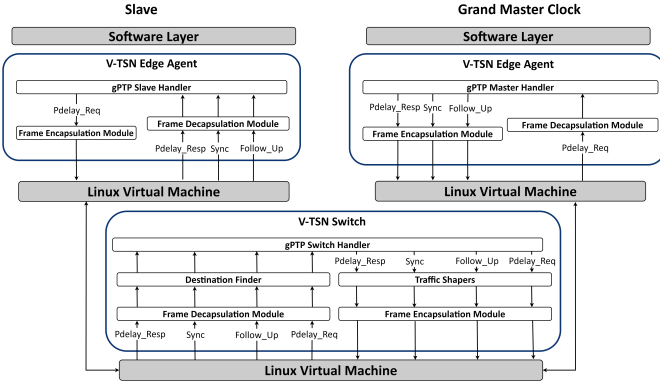 Slave
Grand Master Clock
Software Layer
Software Layer
V-TSN Edge Agent
V-TSN Edge Agent
gPTP Slave Handler
gPTP Master Handler
Pdelay_Req
Pdelay_Resp
Sync
Follow_Up
Frame Encapsulation Module
Frame Decapsulation Module
Frame Encapsulation Module
Frame Decapsulation Module
Pdelay_Resp
Sync
Follow_Up
Pdelay_Req
Linux Virtual Machine
Linux Virtual Machine
V-TSN Switch
gPTP Switch Handler
Pdelay_Resp
Sync
Follow_Up
Pdelay_Req
Destination Finder
Traffic Shapers
Frame Decapsulation Module
Frame Encapsulation Module
Pdelay_Resp
Sync
Follow_Up
Pdelay_Req
Linux Virtual Machine